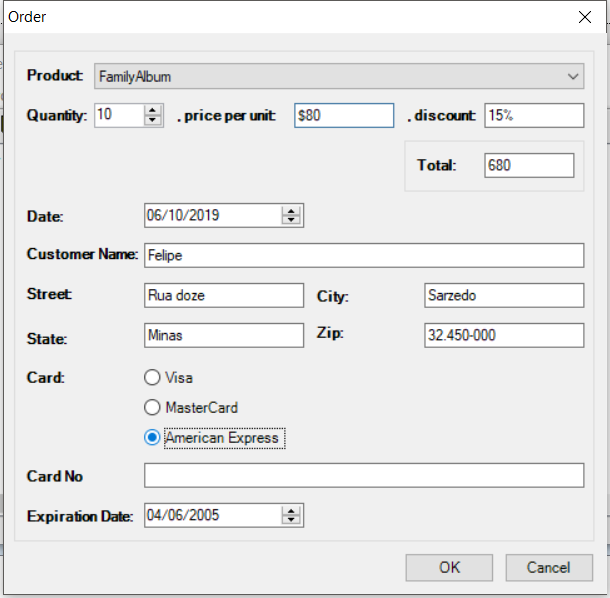 Order
Product: FamilyAlbum
Quantity: 10 . price per unit: $80 . discount: 15%
Total: 680
Date: 06/10/2019
Customer Name: Felipe
Street: Rua doze City: Sarzedo
State: Minas Zip: 32.450-000
Card: Visa
MasterCard
American Express
Card No
Expiration Date: 04/06/2005
OK Cancel